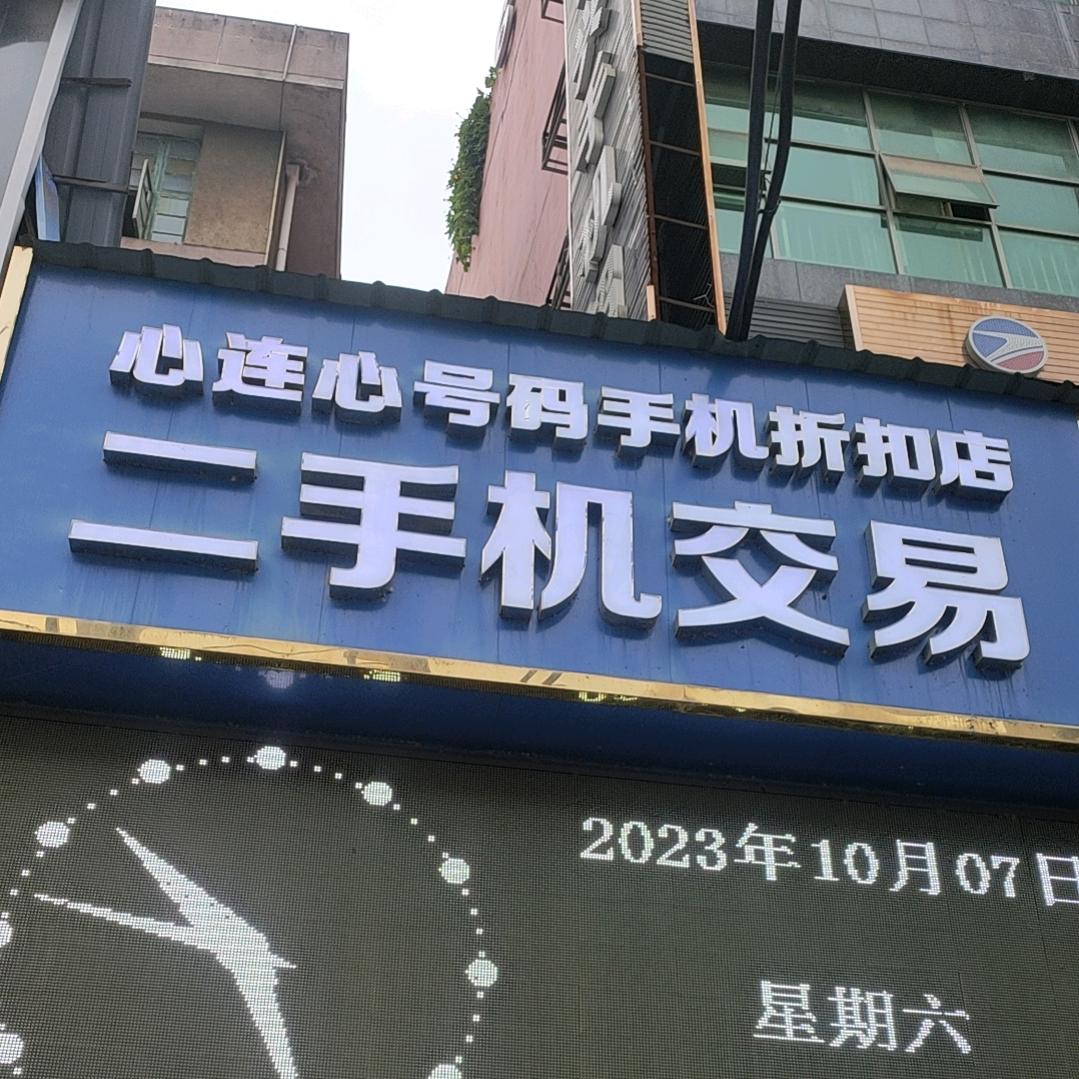 心连心号码手机折扣店
二手机交易
2023年10月07日
星期六